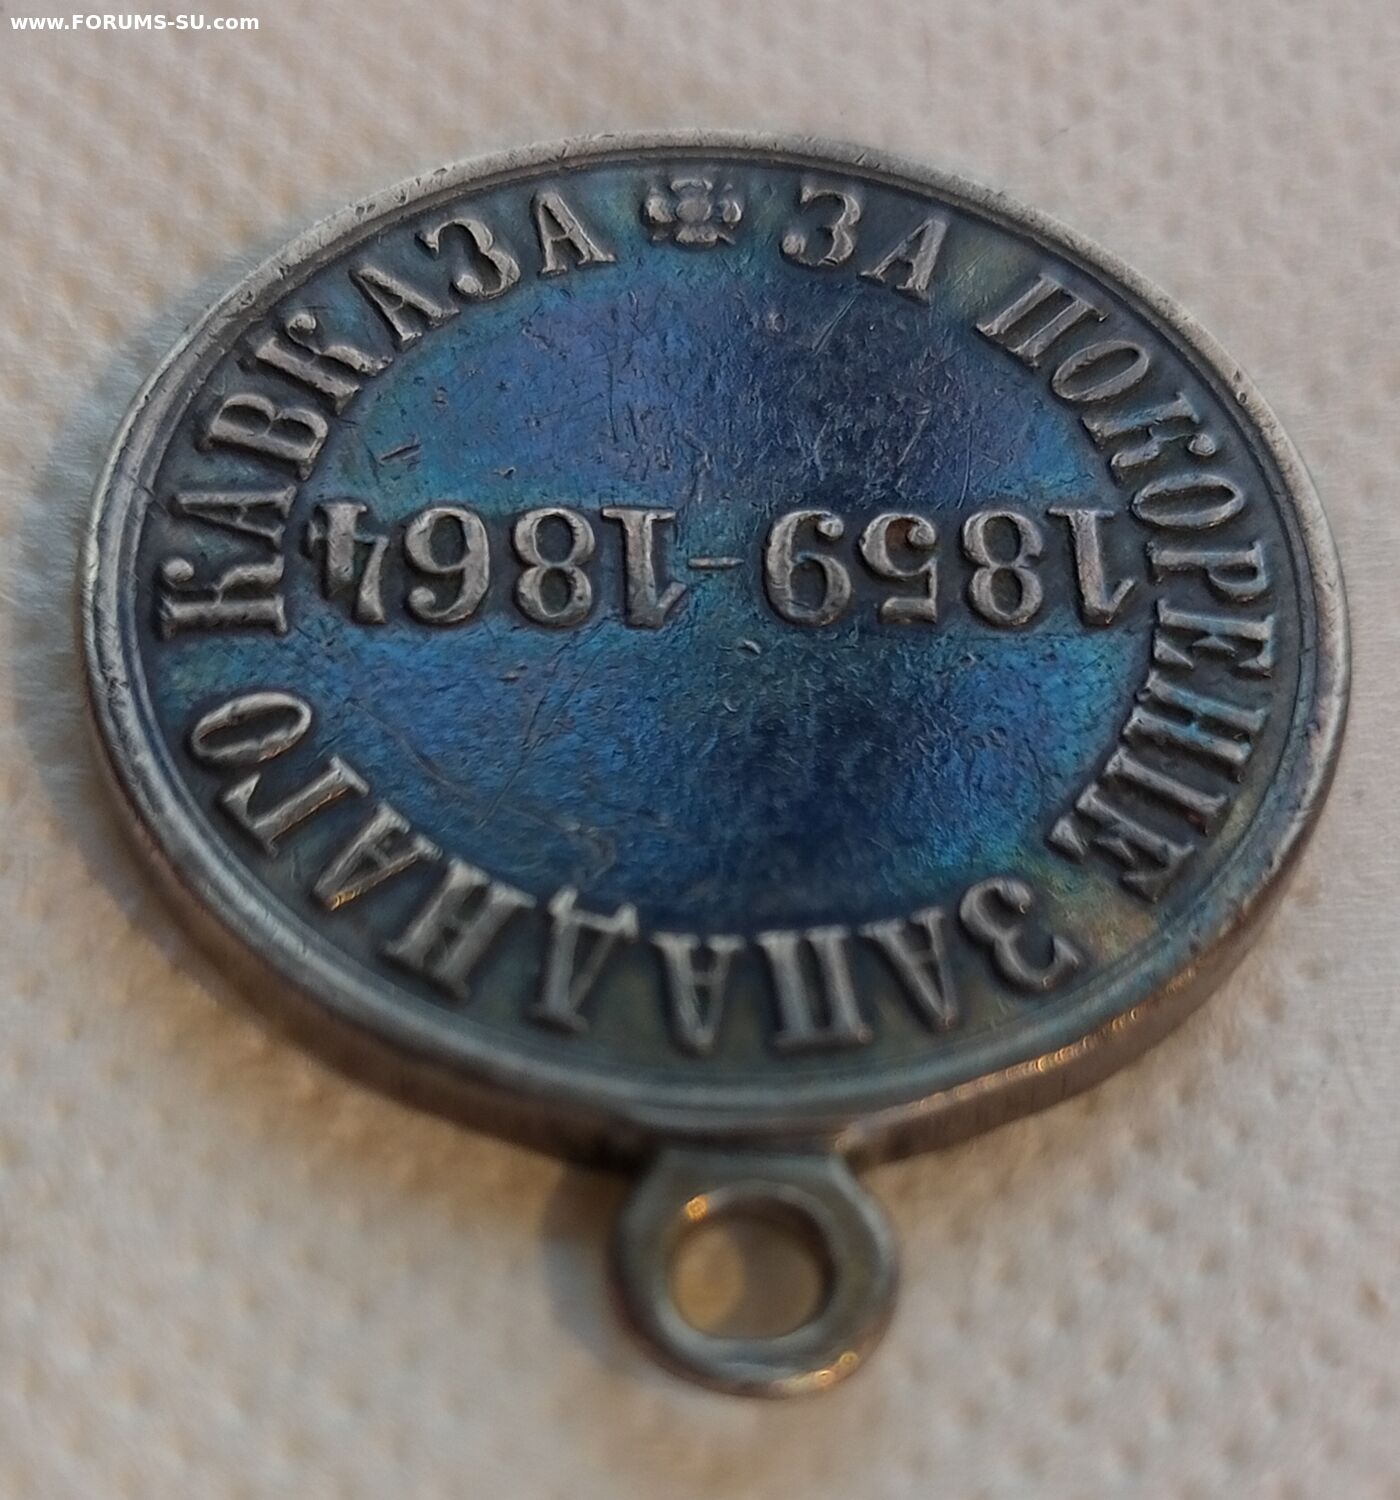 www.FORUMS-SU.com
ЗА ПОКОРЕНІЕ ЗАПАДНАГО КАВКАЗА
1859-1864